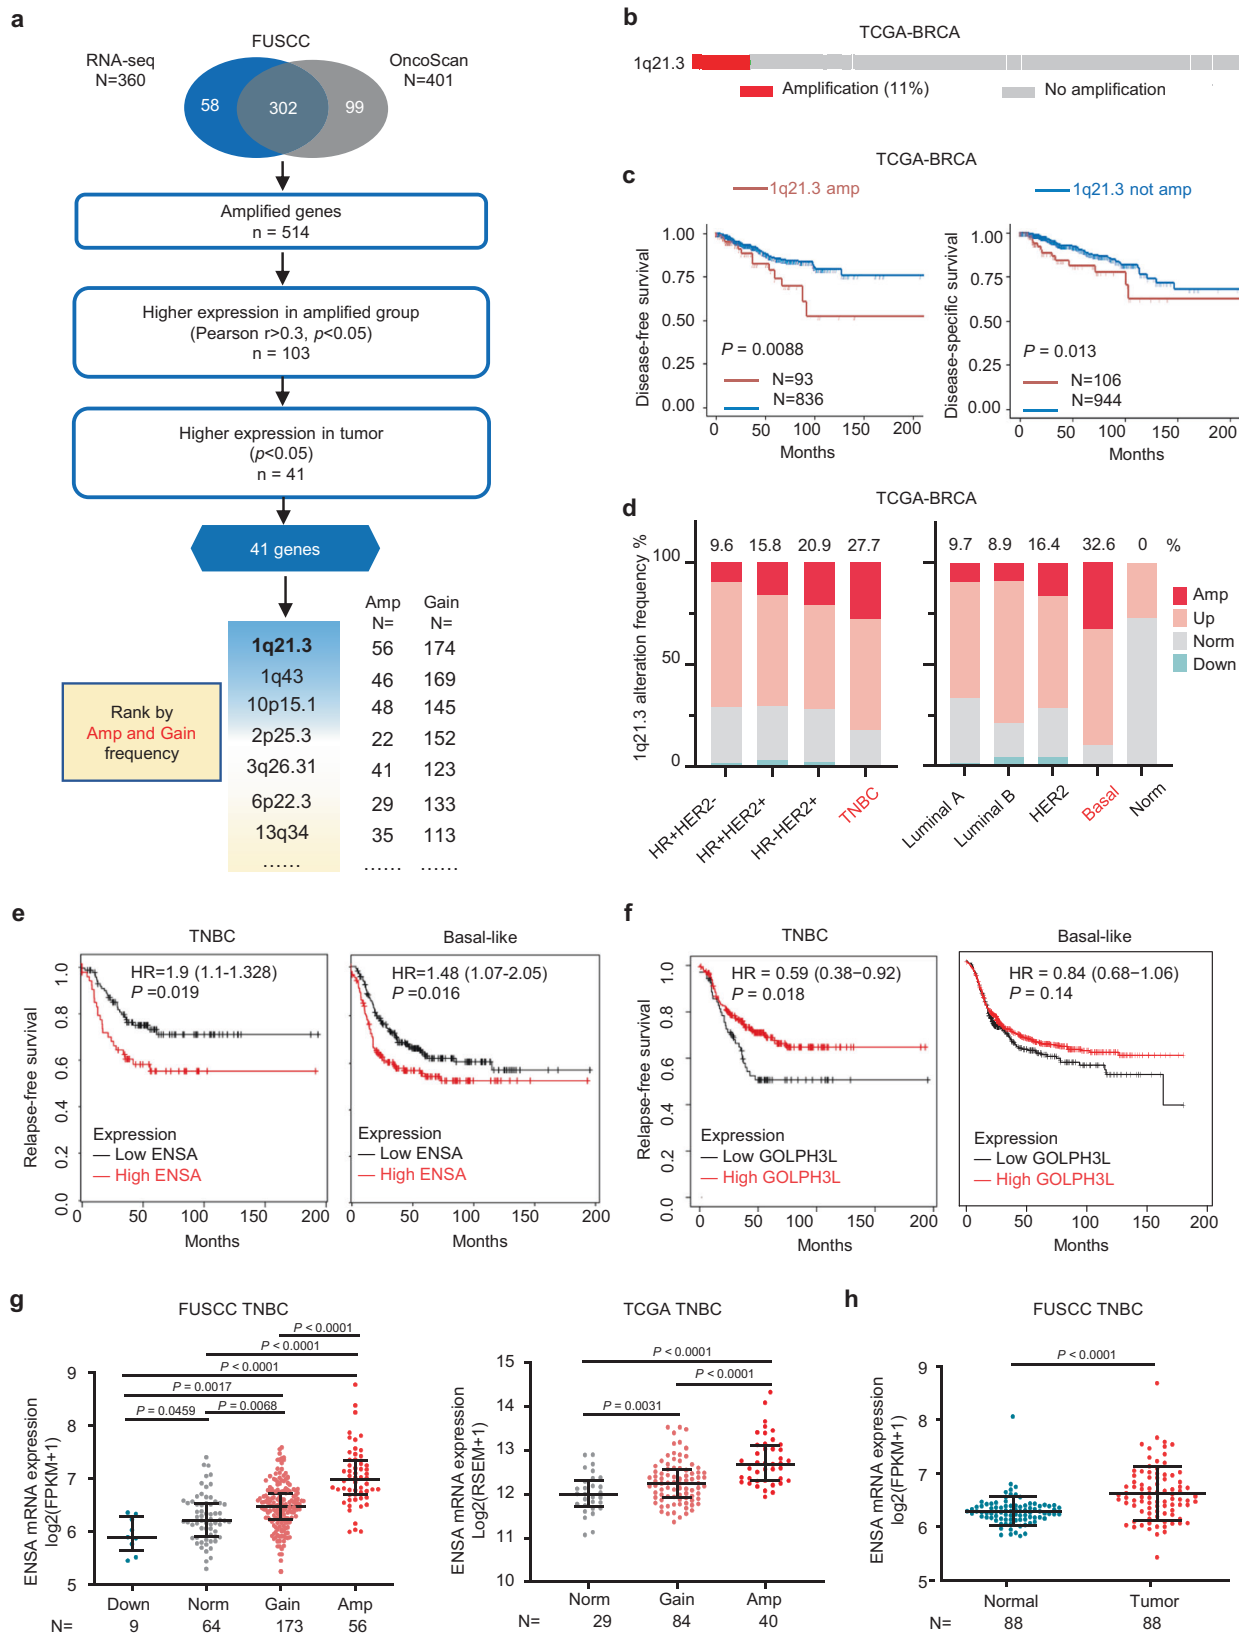 a
FUSCC
RNA-seq
N=360
OncoScan
N=401
58
302
99
Amplified genes
n = 514
Higher expression in amplified group
(Pearson r>0.3, p<0.05)
n = 103
Higher expression in tumor
(p<0.05)
n = 41
41 genes
Amp Gain
N= N=
1q21.3 56 174
1q43 46 169
10p15.1 48 145
2p25.3 22 152
3q26.31 41 123
6p22.3 29 133
13q34 35 113
...... ...... ......
Rank by
Amp and Gain
frequency
b
TCGA-BRCA
1q21.3
Amplification (11%)
No amplification
c
TCGA-BRCA
1q21.3 amp
1q21.3 not amp
Disease-free survival
1.00
0.75
0.50
0.25
0.00
P = 0.0088
N=93
N=836
0 50 100 150 200
Months
Disease-specific survival
1.00
0.75
0.50
0.25
0.00
P = 0.013
N=106
N=944
0 50 100 150 200
Months
d
TCGA-BRCA
1q21.3 alteration frequency %
100
50
0
9.6 15.8 20.9 27.7
HR+HER2-
HR+HER2+
HR-HER2+
TNBC
9.7 8.9 16.4 32.6 0 %
Luminal A
Luminal B
HER2
Basal
Norm
Amp
Up
Norm
Down
e
TNBC
Relapse-free survival
1.0
0.8
0.6
0.4
0.2
0.0
HR=1.9 (1.1-1.328)
P =0.019
Expression
Low ENSA
High ENSA
0 50 100 150 200
Months
Basal-like
HR=1.48 (1.07-2.05)
P =0.016
Expression
Low ENSA
High ENSA
0 50 100 150 200
Months
f
TNBC
Relapse-free survival
1.0
0.8
0.6
0.4
0.2
0.0
HR = 0.59 (0.38−0.92)
P = 0.018
Expression
Low GOLPH3L
High GOLPH3L
0 50 100 150 200
Months
Basal-like
HR = 0.84 (0.68−1.06)
P = 0.14
Expression
Low GOLPH3L
High GOLPH3L
0 50 100 150 200
Months
g
FUSCC TNBC
ENSA mRNA expression
log2(FPKM+1)
9
8
7
6
5
P < 0.0001
P < 0.0001
P < 0.0001
P = 0.0017
P = 0.0459
P = 0.0068
Down Norm Gain Amp
N= 9 64 173 56
TCGA TNBC
ENSA mRNA expression
Log2(RSEM+1)
15
14
13
12
11
10
P < 0.0001
P < 0.0001
P = 0.0031
Norm Gain Amp
N= 29 84 40
h
FUSCC TNBC
ENSA mRNA expression
log2(FPKM+1)
9
8
7
6
5
P < 0.0001
Normal Tumor
N= 88 88